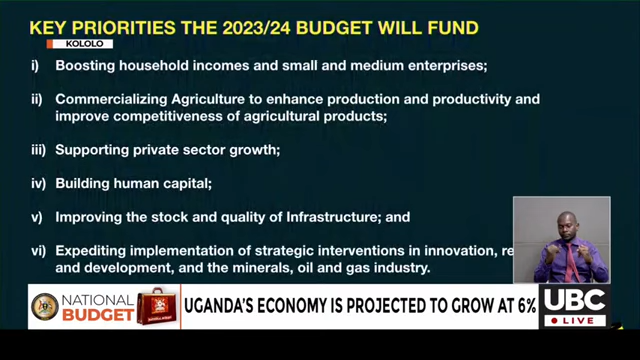 KEY PRIORITIES THE 2023/24 BUDGET WILL FUND
KOLOLO
i) Boosting household incomes and small and medium enterprises;
ii) Commercializing Agriculture to enhance production and productivity and
improve competitiveness of agricultural products;
iii) Supporting private sector growth;
iv) Building human capital;
v) Improving the stock and quality of Infrastructure; and
vi) Expediting implementation of strategic interventions in innovation,
and development, and the minerals, oil and gas industry.
NATIONAL
BUDGET
UGANDA'S ECONOMY IS PROJECTED TO GROW AT 6%
UBC
LIVE